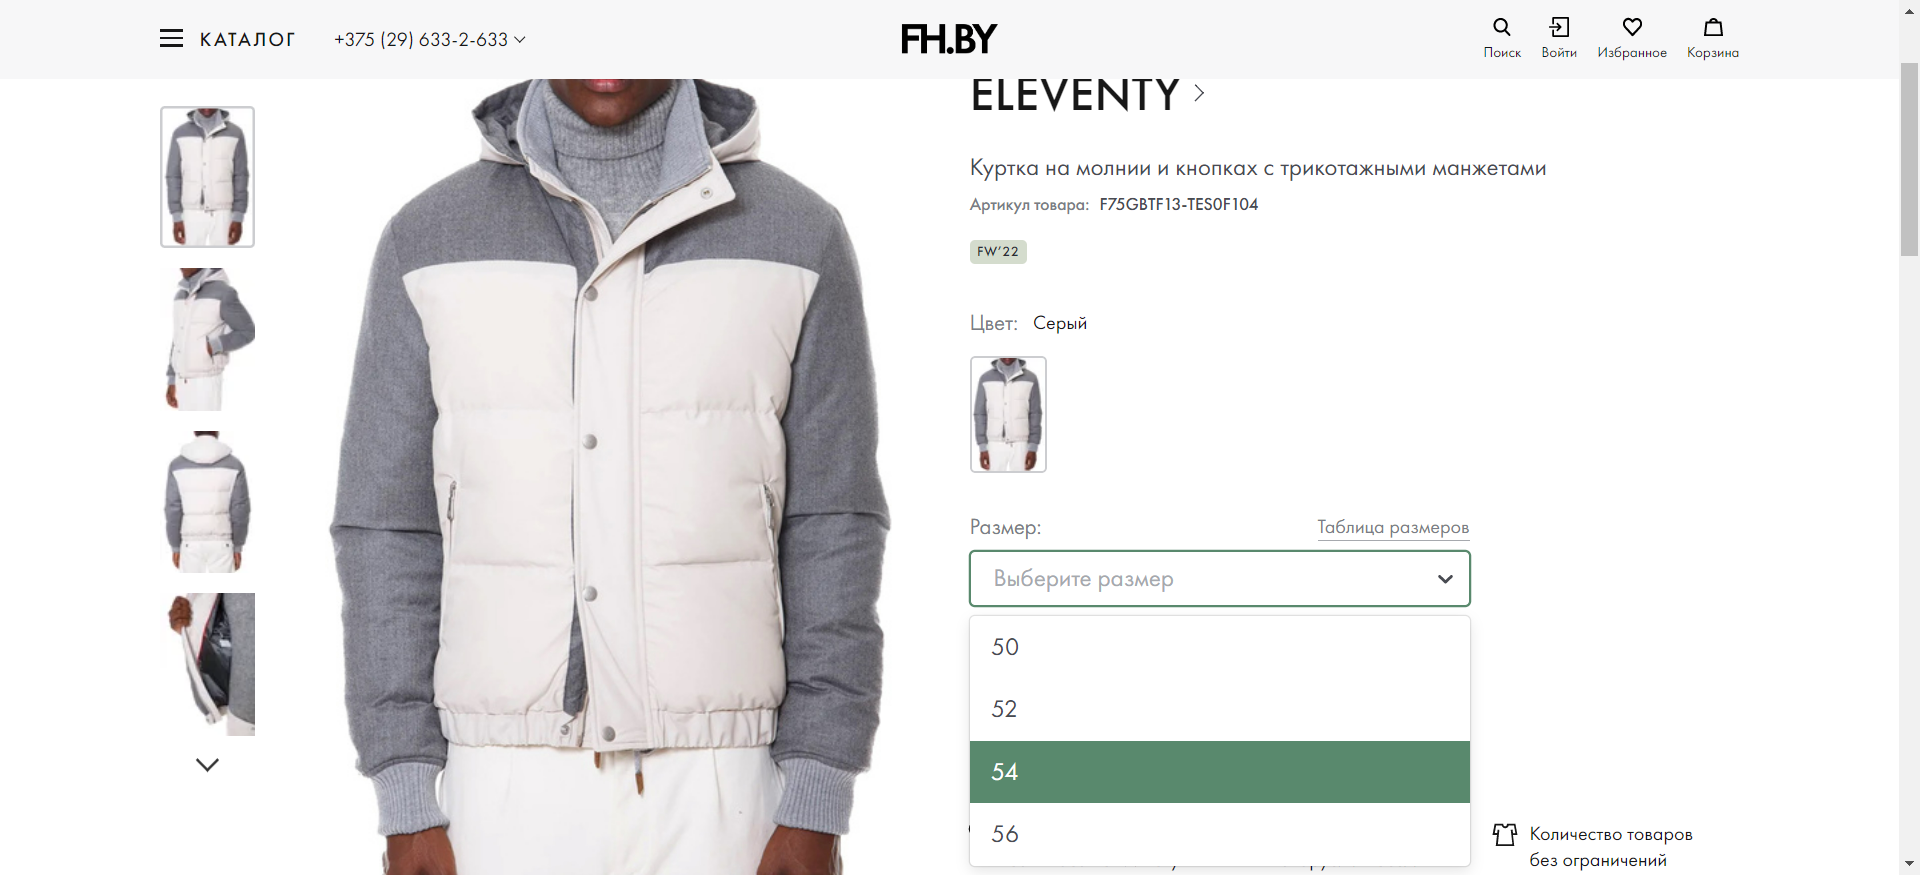 КАТАЛОГ
+375 (29) 633-2-633
FH.BY
Поиск
Войти
Избранное
Корзина
ELEVENTY
Куртка на молнии и кнопках с трикотажными манжетами
Артикул товара: F75GBTF13-TES0F104
FW'22
Цвет: Серый
Размер:
Таблица размеров
Выберите размер
50
52
54
56
Количество товаров
без ограничений